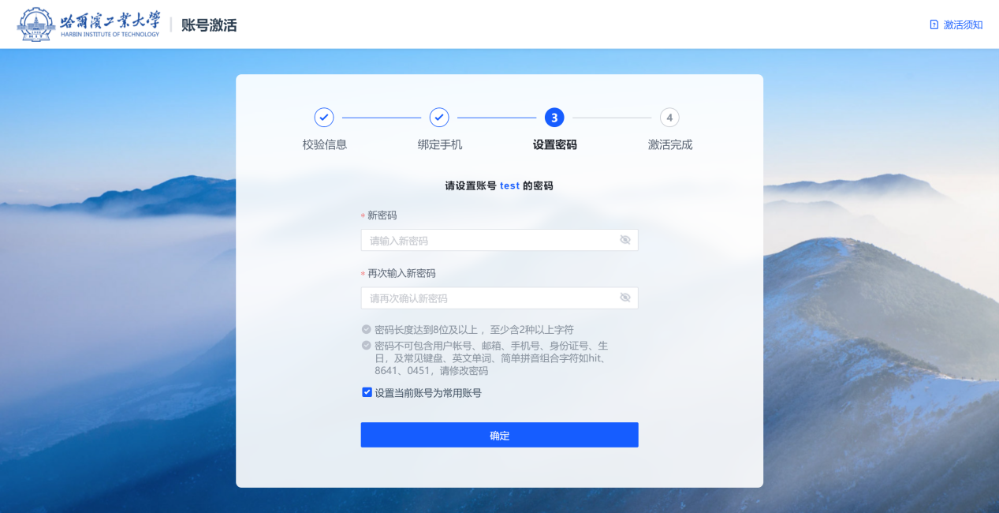 哈爾濱工業大學
HARBIN INSTITUTE OF TECHNOLOGY
账号激活
激活须知
3
4
校验信息
绑定手机
设置密码
激活完成
请设置账号 test 的密码
* 新密码
请输入新密码
* 再次输入新密码
请再次确认新密码
密码长度达到8位及以上 ，至少含2种以上字符
密码不可包含用户帐号、邮箱、手机号、身份证号、生
日，及常见键盘、英文单词、简单拼音组合字符如hit、
8641、0451，请修改密码
设置当前账号为常用账号
确定